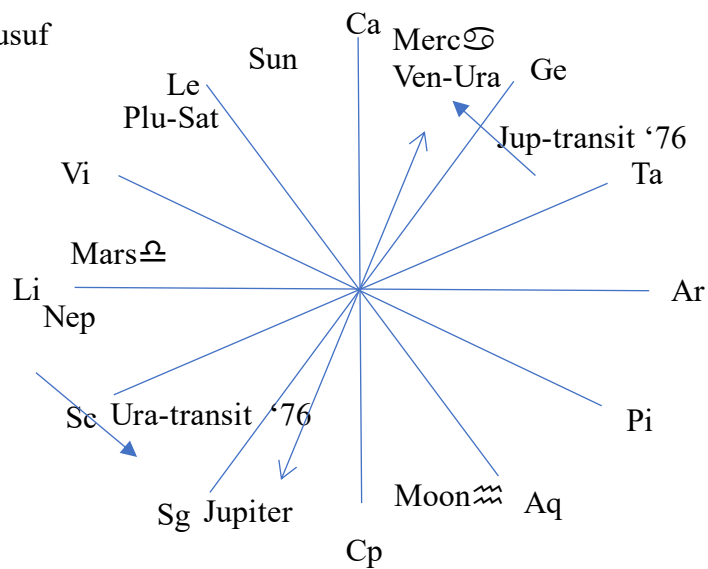 usuf
Ca
Merc♋
Sun
Ven-Ura
Ge
Le
Plu-Sat
Jup-transit ‘76
Vi
Ta
Mars♎
Li
Ar
Nep
Sc Ura-transit ‘76
Pi
Moon♒
Aq
Sg Jupiter
Cp